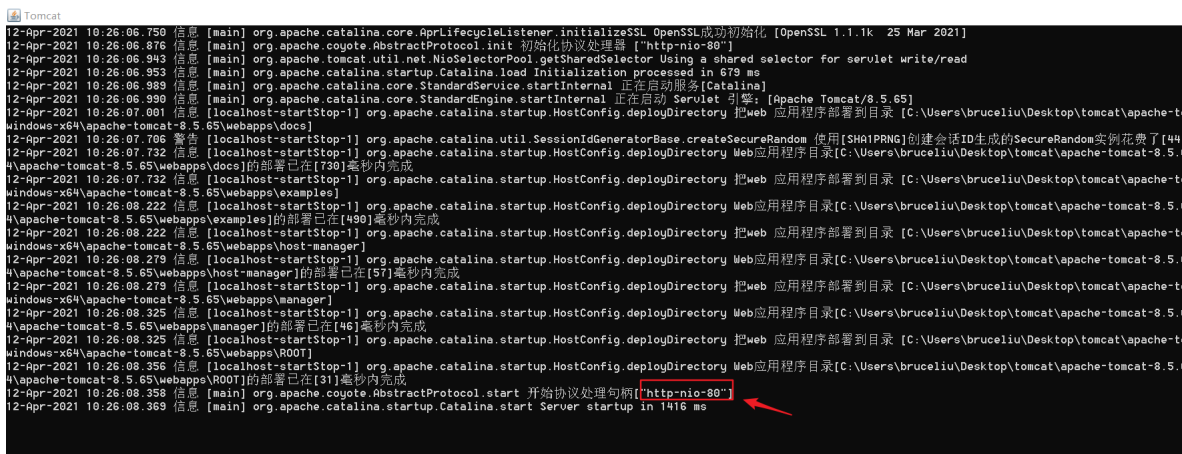 Tomcat
12-Apr-2021 10:26:06.750 信息 [main] org.apache.catalina.core.AprLifecycleListener.initializeSSL OpenSSL成功初始化 [OpenSSL 1.1.1k  25 Mar 2021]
12-Apr-2021 10:26:06.876 信息 [main] org.apache.coyote.AbstractProtocol.init 初始化协议处理器 ["http-nio-80"]
12-Apr-2021 10:26:06.943 信息 [main] org.apache.tomcat.util.net.NioSelectorPool.getSharedSelector Using a shared selector for servlet write/read
12-Apr-2021 10:26:06.953 信息 [main] org.apache.catalina.startup.Catalina.load Initialization processed in 679 ms
12-Apr-2021 10:26:06.989 信息 [main] org.apache.catalina.core.StandardService.startInternal 正在启动服务[Catalina]
12-Apr-2021 10:26:06.990 信息 [main] org.apache.catalina.core.StandardEngine.startInternal 正在启动 Servlet 引擎：[Apache Tomcat/8.5.65]
12-Apr-2021 10:26:07.001 信息 [localhost-startStop-1] org.apache.catalina.startup.HostConfig.deployDirectory 把web 应用程序部署到目录 [C:\Users\bruceliu\Desktop\tomcat\apache-t
windows-x64\apache-tomcat-8.5.65\webapps\docs]
12-Apr-2021 10:26:07.706 警告 [localhost-startStop-1] org.apache.catalina.util.SessionIdGeneratorBase.createSecureRandom 使用[SHA1PRNG]创建会话ID生成的SecureRandom实例花费了[44
12-Apr-2021 10:26:07.732 信息 [localhost-startStop-1] org.apache.catalina.startup.HostConfig.deployDirectory Web应用程序目录[C:\Users\bruceliu\Desktop\tomcat\apache-tomcat-8.5.
4\apache-tomcat-8.5.65\webapps\docs]的部署已在[730]毫秒内完成
12-Apr-2021 10:26:07.732 信息 [localhost-startStop-1] org.apache.catalina.startup.HostConfig.deployDirectory 把web 应用程序部署到目录 [C:\Users\bruceliu\Desktop\tomcat\apache-t
windows-x64\apache-tomcat-8.5.65\webapps\examples]
12-Apr-2021 10:26:08.222 信息 [localhost-startStop-1] org.apache.catalina.startup.HostConfig.deployDirectory Web应用程序目录[C:\Users\bruceliu\Desktop\tomcat\apache-tomcat-8.5.
4\apache-tomcat-8.5.65\webapps\examples]的部署已在[490]毫秒内完成
12-Apr-2021 10:26:08.222 信息 [localhost-startStop-1] org.apache.catalina.startup.HostConfig.deployDirectory 把web 应用程序部署到目录 [C:\Users\bruceliu\Desktop\tomcat\apache-t
windows-x64\apache-tomcat-8.5.65\webapps\host-manager]
12-Apr-2021 10:26:08.279 信息 [localhost-startStop-1] org.apache.catalina.startup.HostConfig.deployDirectory Web应用程序目录[C:\Users\bruceliu\Desktop\tomcat\apache-tomcat-8.5.
4\apache-tomcat-8.5.65\webapps\host-manager]的部署已在[57]毫秒内完成
12-Apr-2021 10:26:08.279 信息 [localhost-startStop-1] org.apache.catalina.startup.HostConfig.deployDirectory 把web 应用程序部署到目录 [C:\Users\bruceliu\Desktop\tomcat\apache-t
windows-x64\apache-tomcat-8.5.65\webapps\manager]
12-Apr-2021 10:26:08.325 信息 [localhost-startStop-1] org.apache.catalina.startup.HostConfig.deployDirectory Web应用程序目录[C:\Users\bruceliu\Desktop\tomcat\apache-tomcat-8.5.
4\apache-tomcat-8.5.65\webapps\manager]的部署已在[46]毫秒内完成
12-Apr-2021 10:26:08.325 信息 [localhost-startStop-1] org.apache.catalina.startup.HostConfig.deployDirectory 把web 应用程序部署到目录 [C:\Users\bruceliu\Desktop\tomcat\apache-t
windows-x64\apache-tomcat-8.5.65\webapps\ROOT]
12-Apr-2021 10:26:08.356 信息 [localhost-startStop-1] org.apache.catalina.startup.HostConfig.deployDirectory Web应用程序目录[C:\Users\bruceliu\Desktop\tomcat\apache-tomcat-8.5.
4\apache-tomcat-8.5.65\webapps\ROOT]的部署已在[31]毫秒内完成
12-Apr-2021 10:26:08.358 信息 [main] org.apache.coyote.AbstractProtocol.start 开始协议处理句柄["http-nio-80"]
12-Apr-2021 10:26:08.369 信息 [main] org.apache.catalina.startup.Catalina.start Server startup in 1416 ms